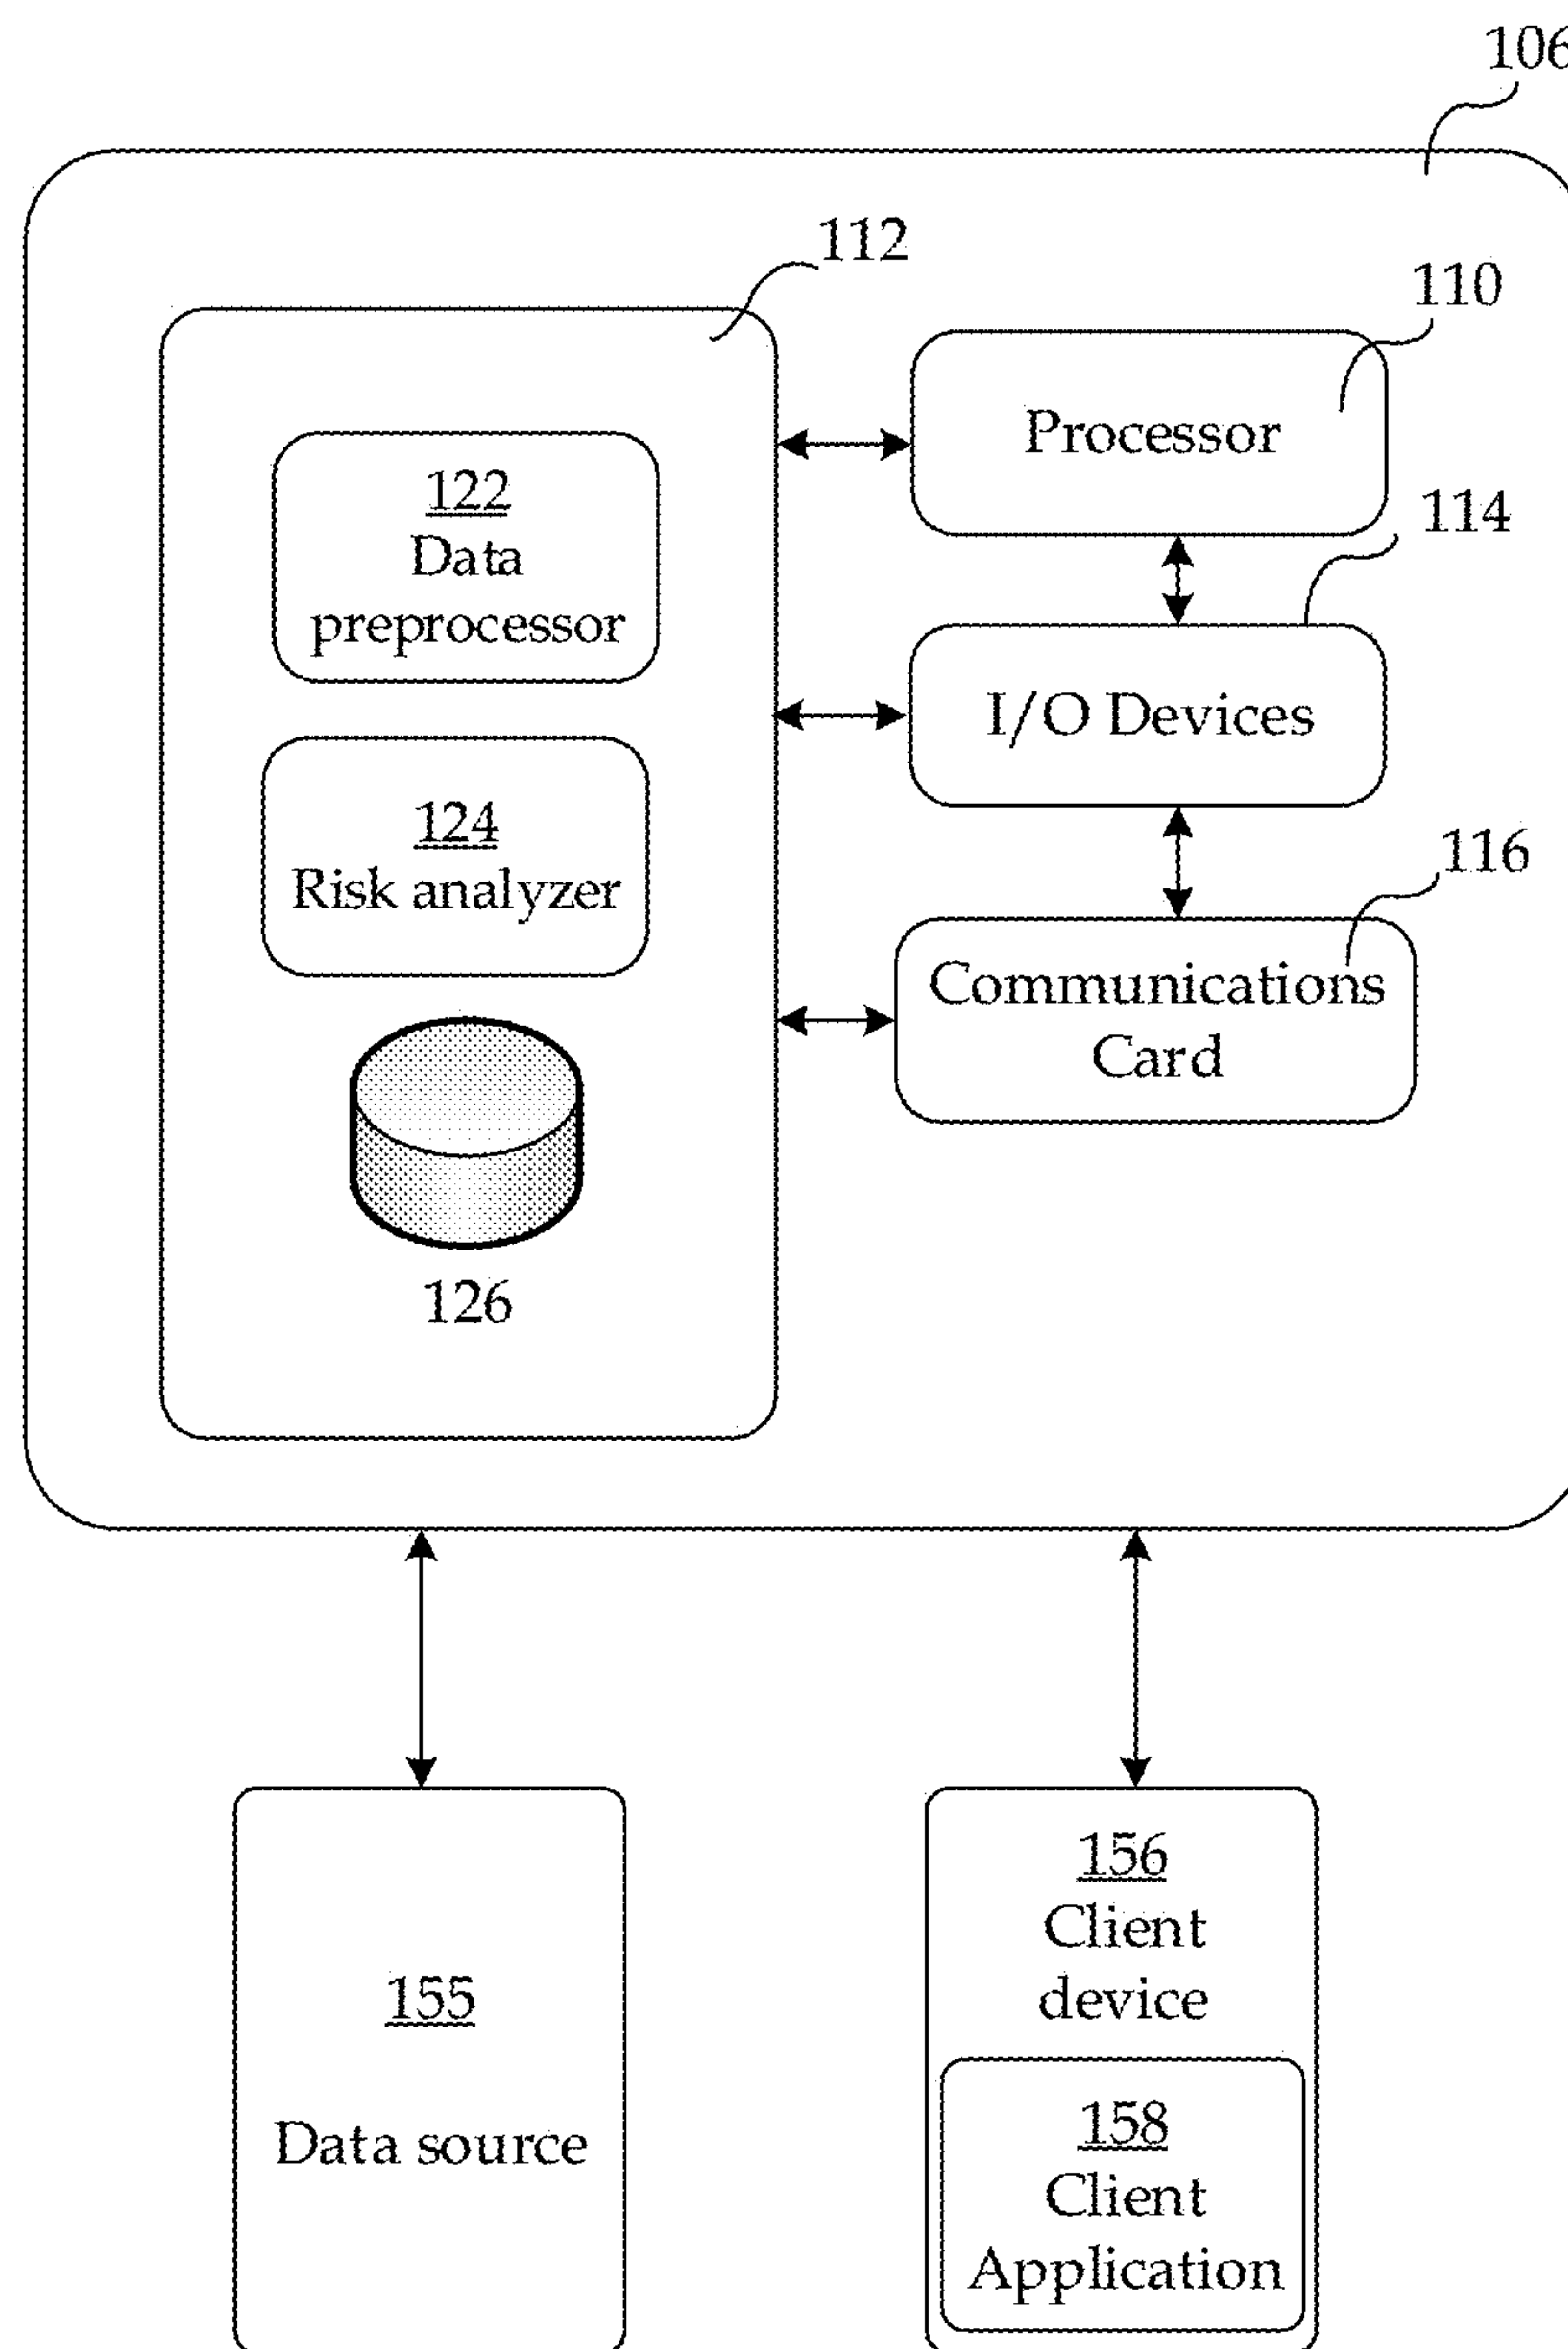 106
112
110
Processor
122
Data
preprocessor
114
I/O Devices
124
Risk analyzer
116
Communications
Card
126
155
Data source
156
Client
device
158
Client
Application